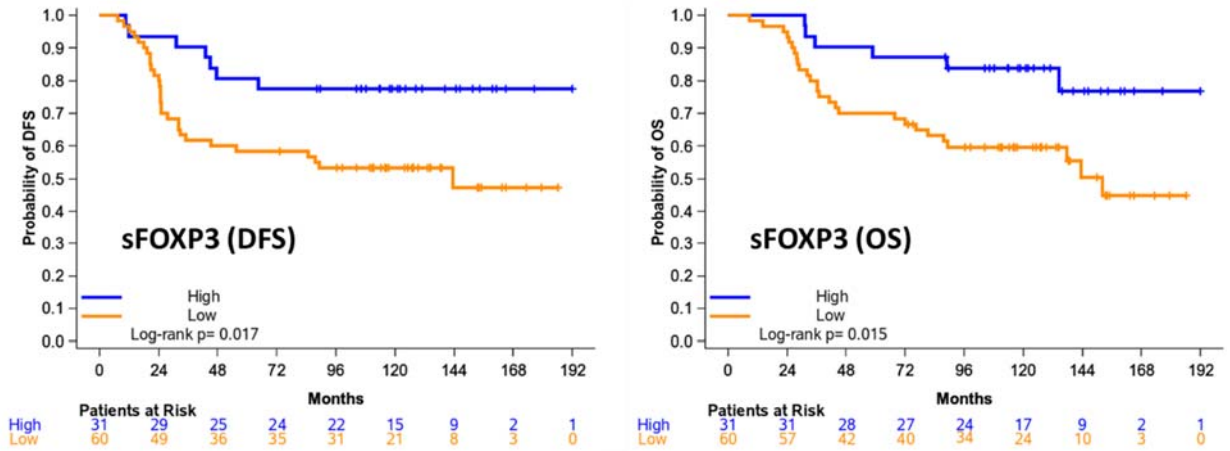 Probability of DFS
1.0
0.9
0.8
0.7
0.6
0.5
0.4
0.3
0.2
0.1
0.0
sFOXP3 (DFS)
High
Low
Log-rank p= 0.017
0 24 48 72 96 120 144 168 192
Months
Patients at Risk
High 31 29 25 24 22 15 9 2 1
Low 60 49 36 35 31 21 8 3 0
Probability of OS
1.0
0.9
0.8
0.7
0.6
0.5
0.4
0.3
0.2
0.1
0.0
sFOXP3 (OS)
High
Low
Log-rank p= 0.015
0 24 48 72 96 120 144 168 192
Months
Patients at Risk
High 31 31 28 27 24 17 9 2 1
Low 60 57 42 40 34 24 10 3 0